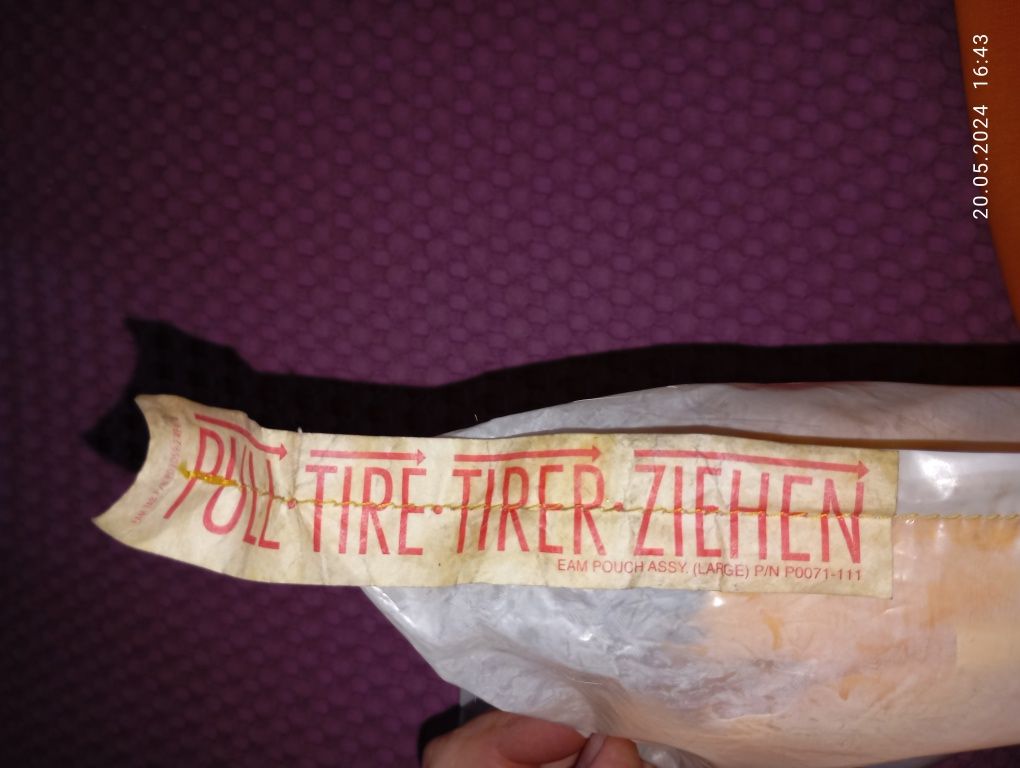 PULL·TIRE·TIRER·ZIEHEN
EAM POUCH ASSY. (LARGE) P/N P0071-111
20.05.2024 16:43